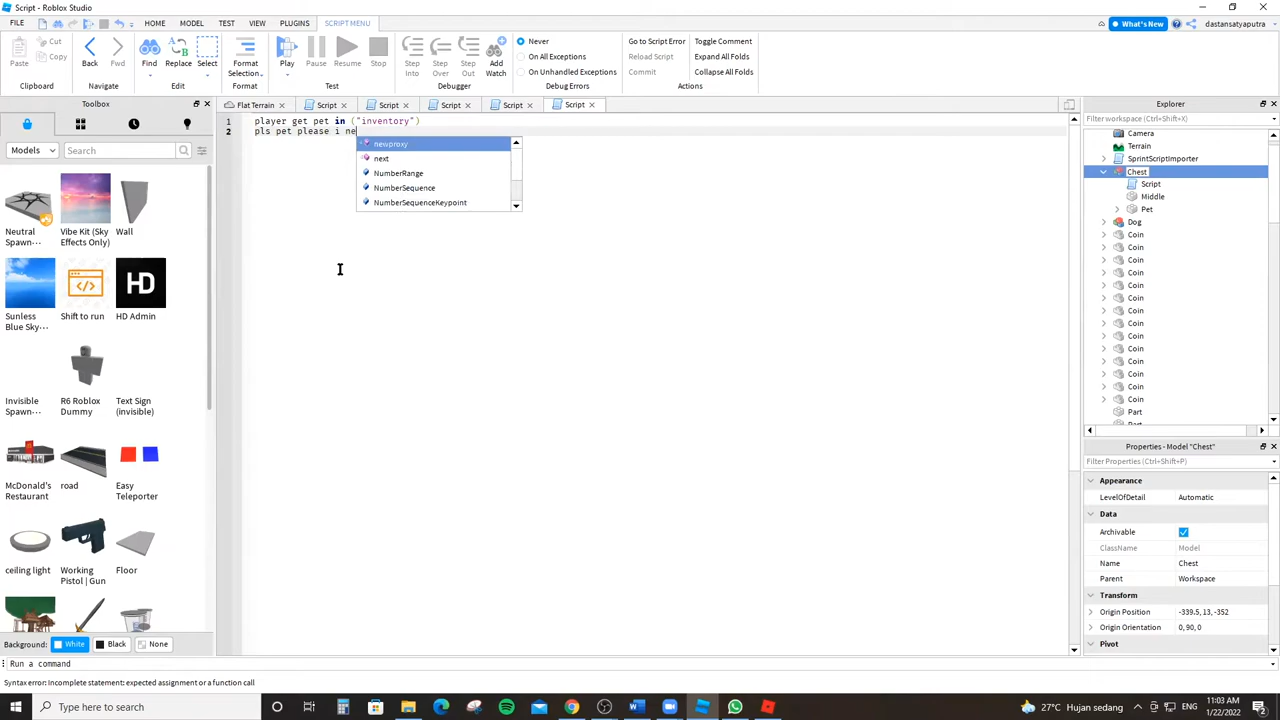 Script - Roblox Studio
FILE HOME MODEL TEST VIEW PLUGINS SCRIPT MENU What's New dastansatyaputra
Paste Cut Copy Back Fwd Find Replace Select Format Selection... Play Pause Resume Stop Step Into Step Over Step Out Add Watch
Never
On All Exceptions
On Unhandled Exceptions
Go to Script Error
Reload Script
Commit
Toggle Comment
Expand All Folds
Collapse All Folds
Clipboard Navigate Edit Format Test Debugger Debug Errors Actions
Toolbox
Models Search
Neutral Spawn-...
Vibe Kit (Sky Effects Only)
Wall
Sunless Blue Sky...
Shift to run
HD Admin
Invisible Spawn-...
R6 Roblox Dummy
Text Sign (invisible)
McDonald's Restaurant
road
Easy Teleporter
ceiling light
Working Pistol | Gun
Floor
Background: White Black None
Flat Terrain Script Script Script Script Script
1 player get pet in ("inventory")
2 pls pet please i ne
newproxy
next
NumberRange
NumberSequence
NumberSequenceKeypoint
Explorer
Filter workspace (Ctrl+Shift+X)
Camera
Terrain
SprintScriptImporter
Chest
Script
Middle
Pet
Dog
Coin
Coin
Coin
Coin
Coin
Coin
Coin
Coin
Coin
Coin
Coin
Coin
Coin
Coin
Part
Properties - Model "Chest"
Filter Properties (Ctrl+Shift+P)
Appearance
LevelOfDetail Automatic
Data
Archivable
ClassName Model
Name Chest
Parent Workspace
Transform
Origin Position -339.5, 13, -352
Origin Orientation 0, 90, 0
Pivot
Run a command
Syntax error: Incomplete statement: expected assignment or a function call
Type here to search
27°C Hujan sedang
11:03 AM
1/22/2022